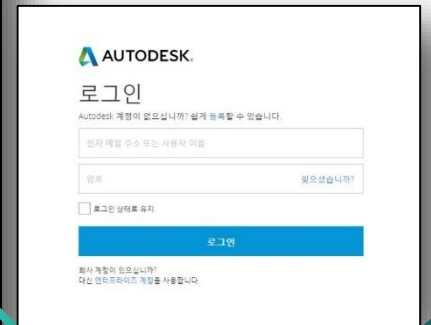 AUTODESK.
로그인
Autodesk 계정이 없으십니까? 쉽게 등록할 수 있습니다.
전자 메일 주소 또는 사용자 이름
암호 잊으셨습니까?
로그인 상태로 유지
로그인
회사 계정이 있으십니까?
대신 엔터프라이즈 계정을 사용합니다